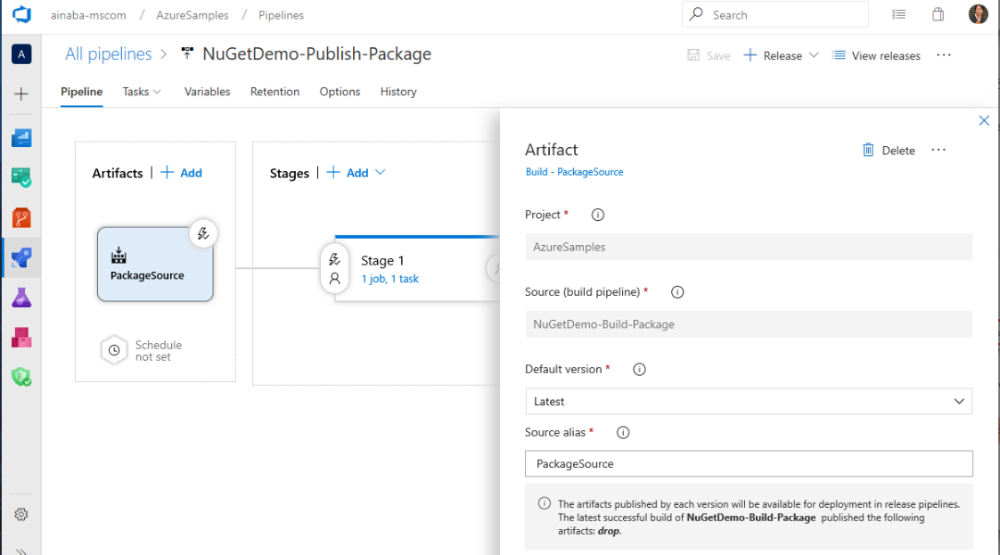 ainaba-mscom / AzureSamples / Pipelines
Search
A
All pipelines > NuGetDemo-Publish-Package
Save
Release
View releases
Pipeline
Tasks
Variables
Retention
Options
History
Artifacts | + Add
Stages | + Add
PackageSource
Schedule
not set
Stage 1
1 job, 1 task
Artifact
Delete
Build - PackageSource
Project *
AzureSamples
Source (build pipeline) *
NuGetDemo-Build-Package
Default version *
Latest
Source alias *
PackageSource
The artifacts published by each version will be available for deployment in release pipelines.
The latest successful build of NuGetDemo-Build-Package published the following
artifacts: drop.